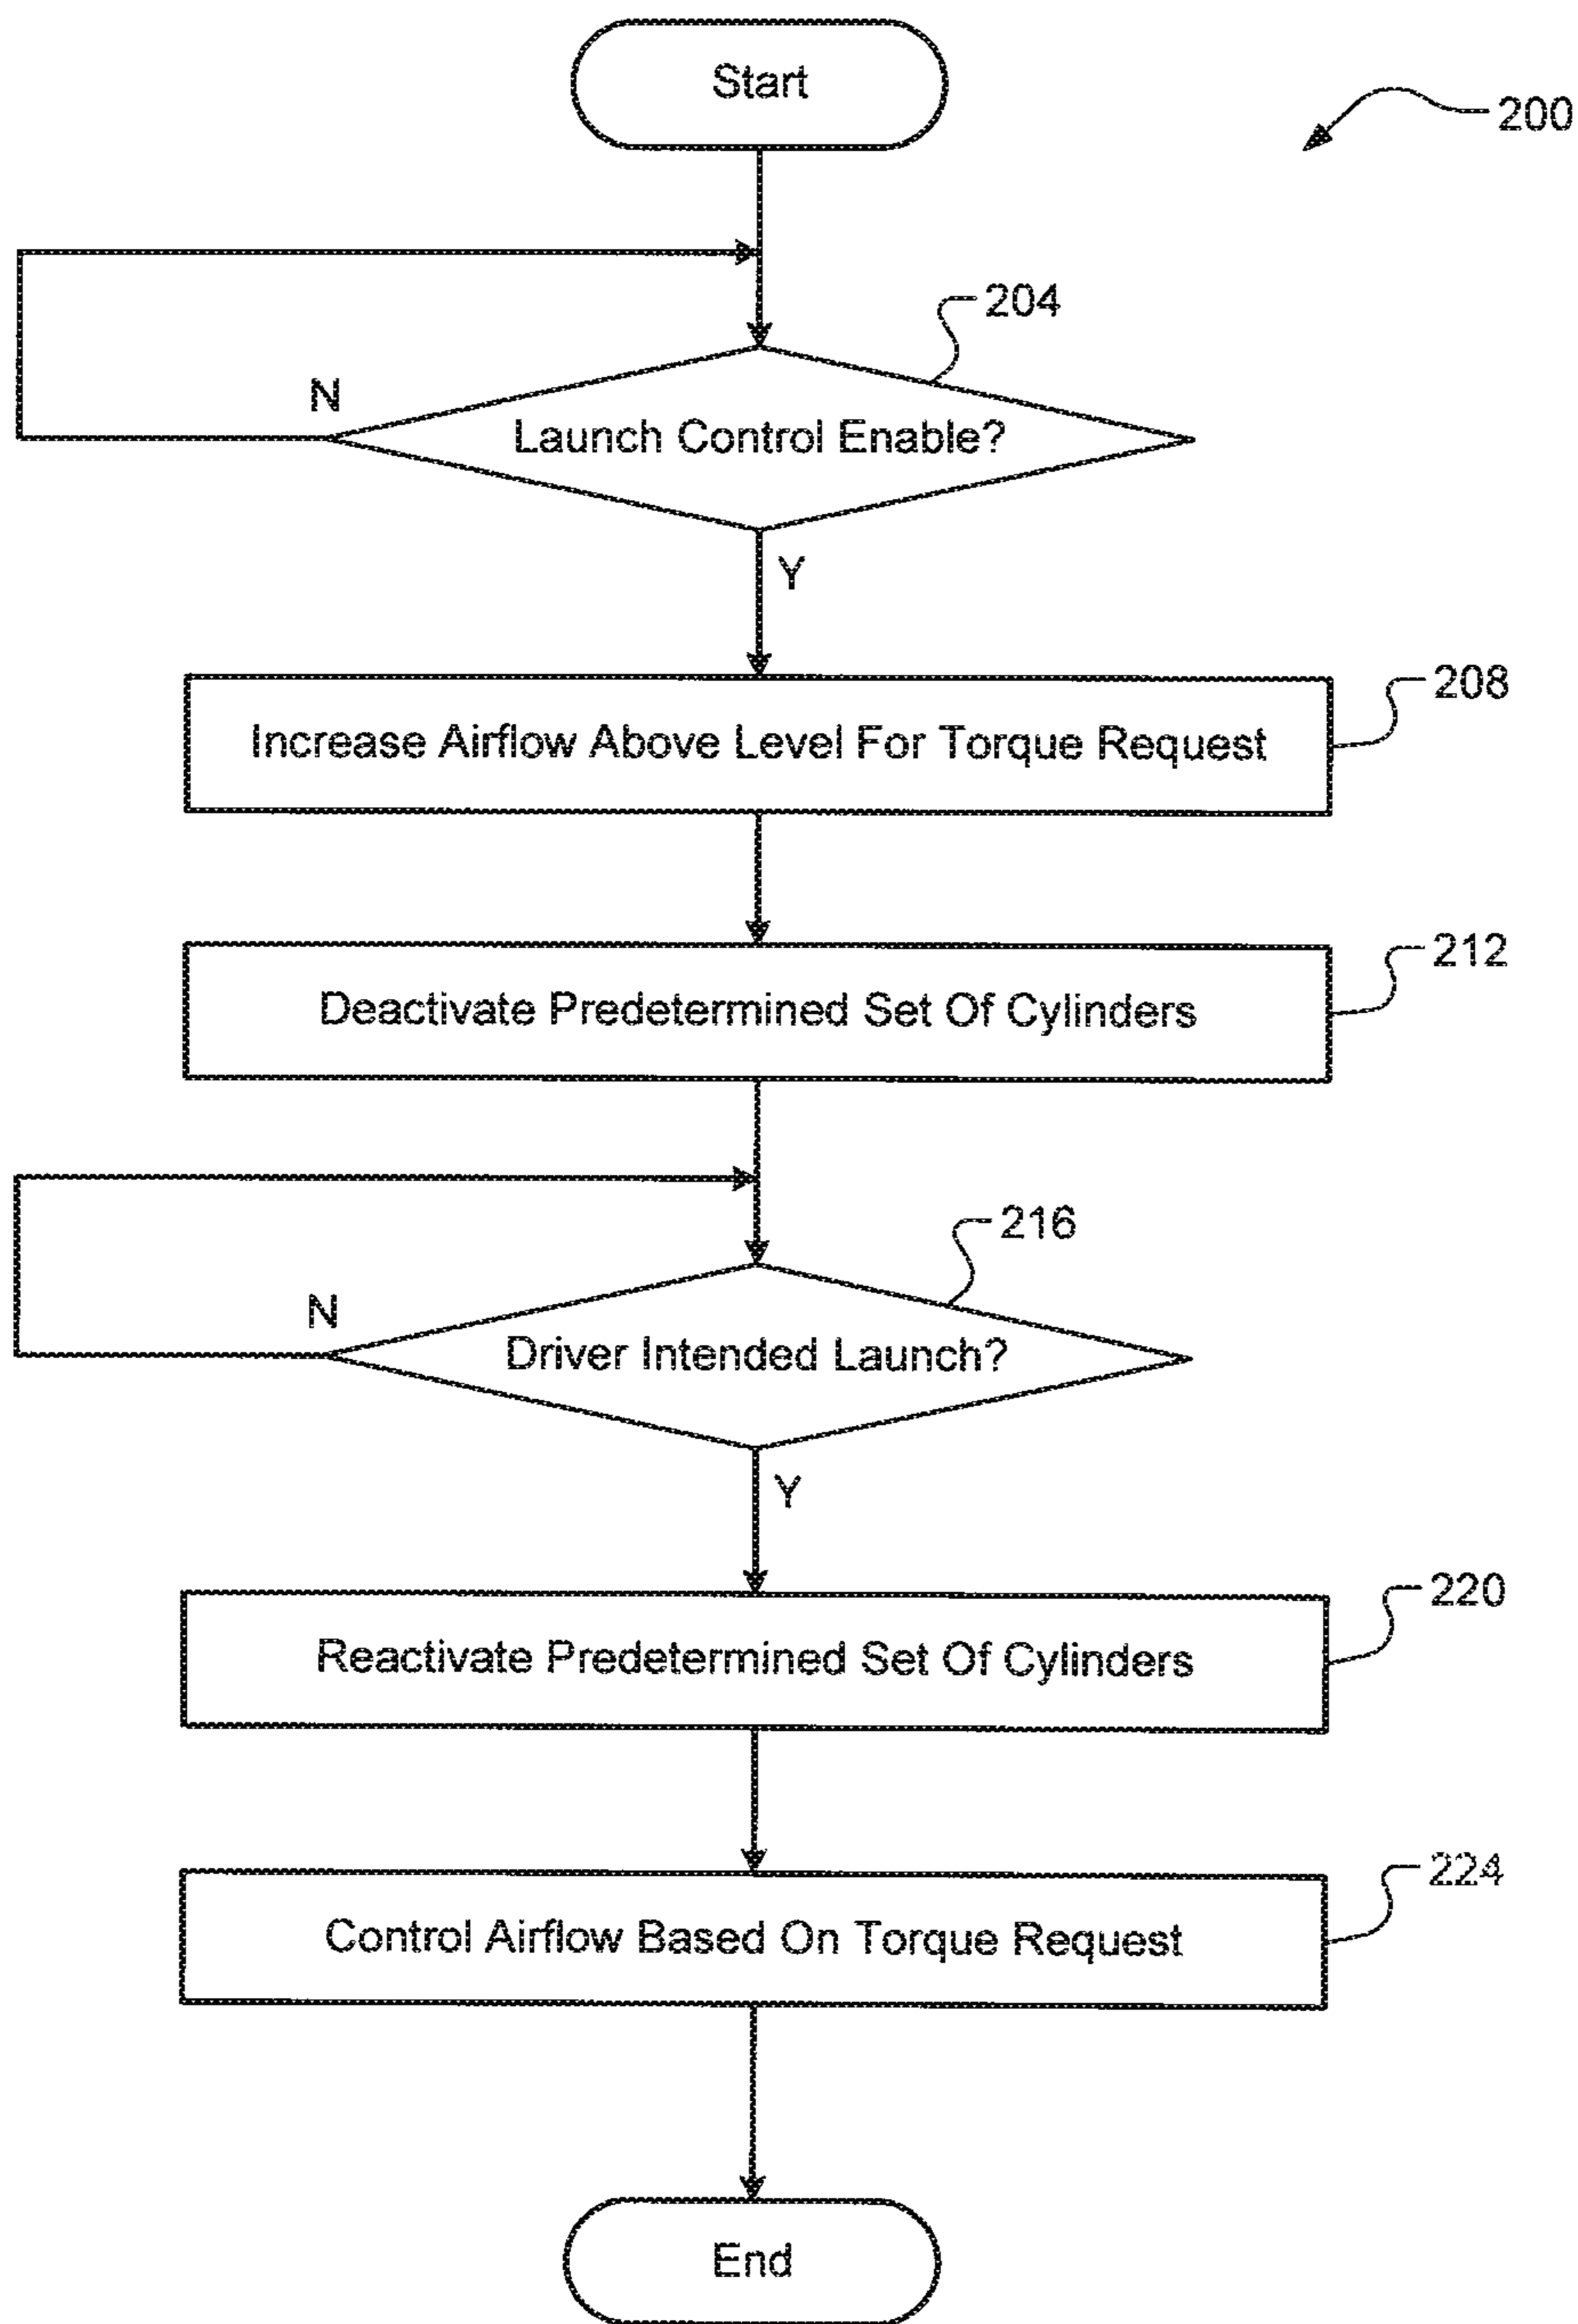 Start
200
204
N
Launch Control Enable?
Y
208
Increase Airflow Above Level For Torque Request
212
Deactivate Predetermined Set Of Cylinders
216
N
Driver Intended Launch?
Y
220
Reactivate Predetermined Set Of Cylinders
224
Control Airflow Based On Torque Request
End